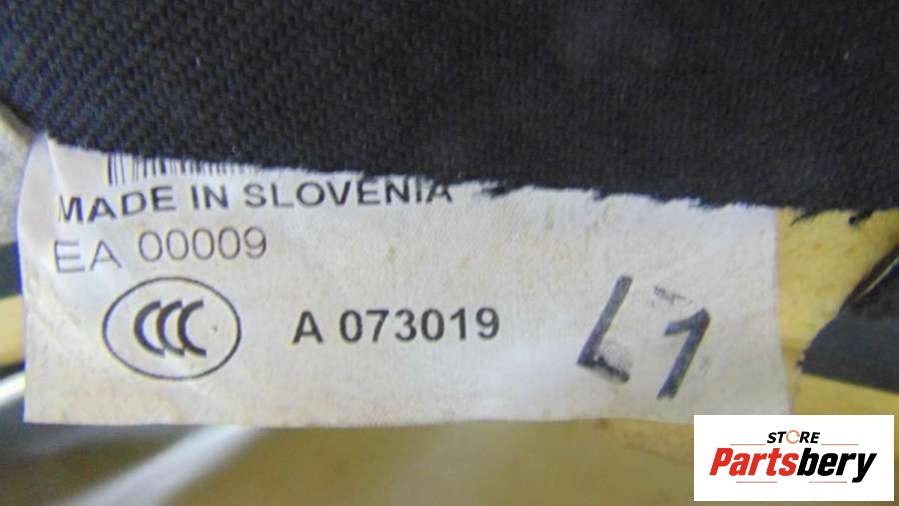 MADE IN SLOVENIA
EA 00009
CCC A 073019
L1
STORE
Partsbery